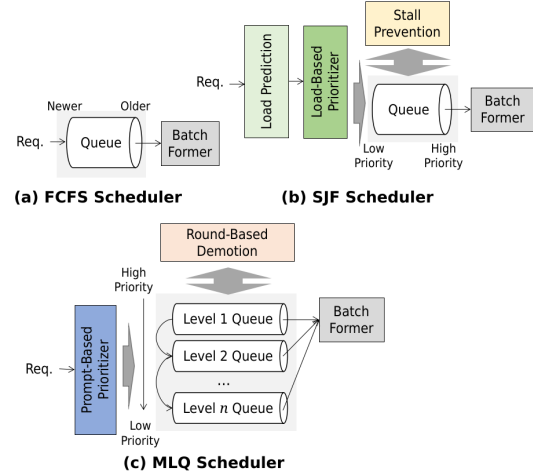 Req.
Newer
Older
Queue
Batch
Former
(a) FCFS Scheduler
Req.
Load Prediction
Load-Based
Prioritizer
Stall
Prevention
Queue
Low
Priority
High
Priority
Batch
Former
(b) SJF Scheduler
Req.
Prompt-Based
Prioritizer
High
Priority
Low
Priority
Round-Based
Demotion
Level 1 Queue
Level 2 Queue
...
Level n Queue
Batch
Former
(c) MLQ Scheduler